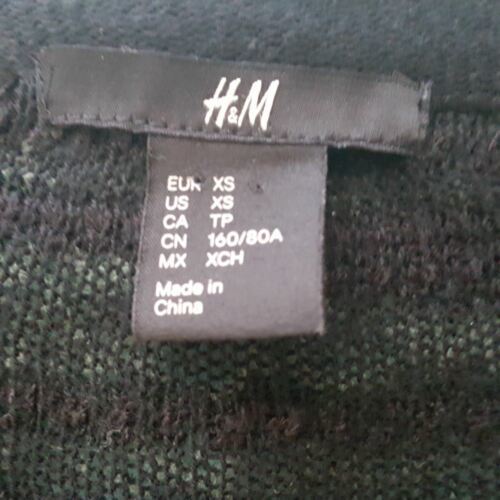 H&M
EUR XS
US XS
CA TP
CN 160/80A
MX XCH
Made in
China